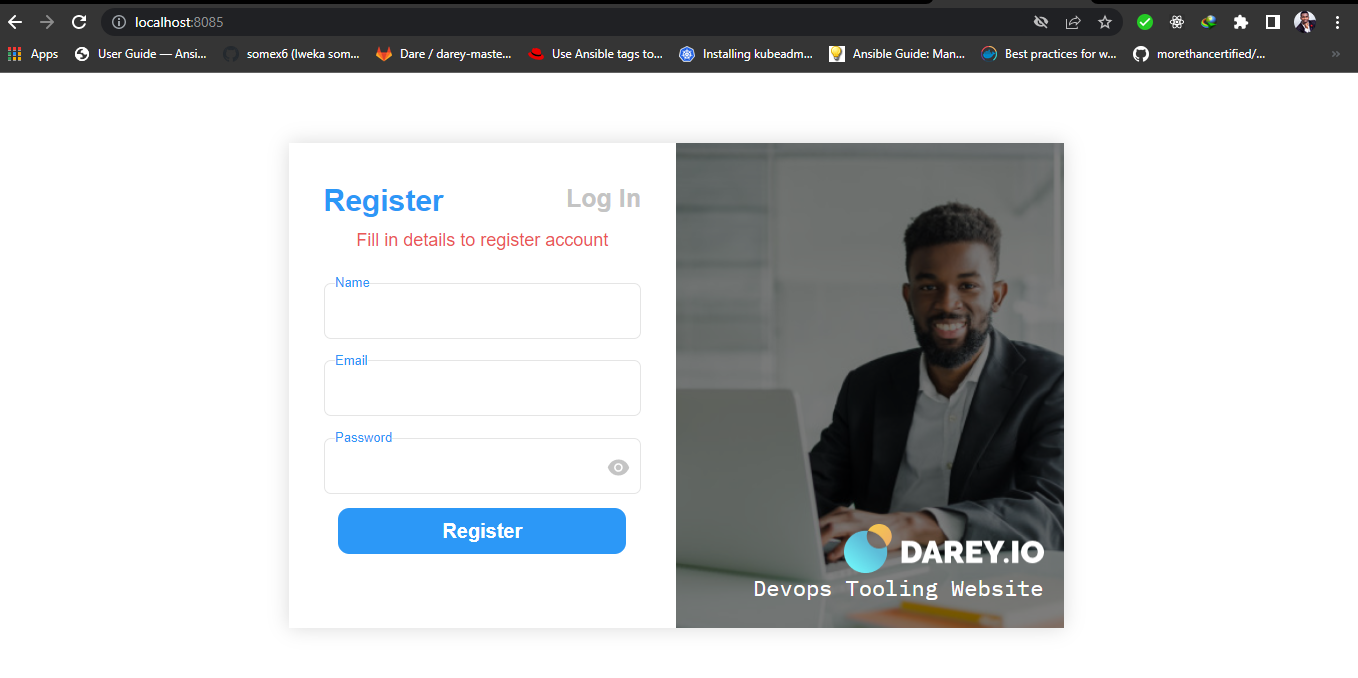 localhost:8085
Apps
User Guide — Ansi...
somex6 (Iweka som...
Dare / darey-maste...
Use Ansible tags to...
Installing kubeadm...
Ansible Guide: Man...
Best practices for w...
morethancertified/...
»
Register
Log In
Fill in details to register account
Name
Email
Password
Register
DAREY.IO
Devops Tooling Website